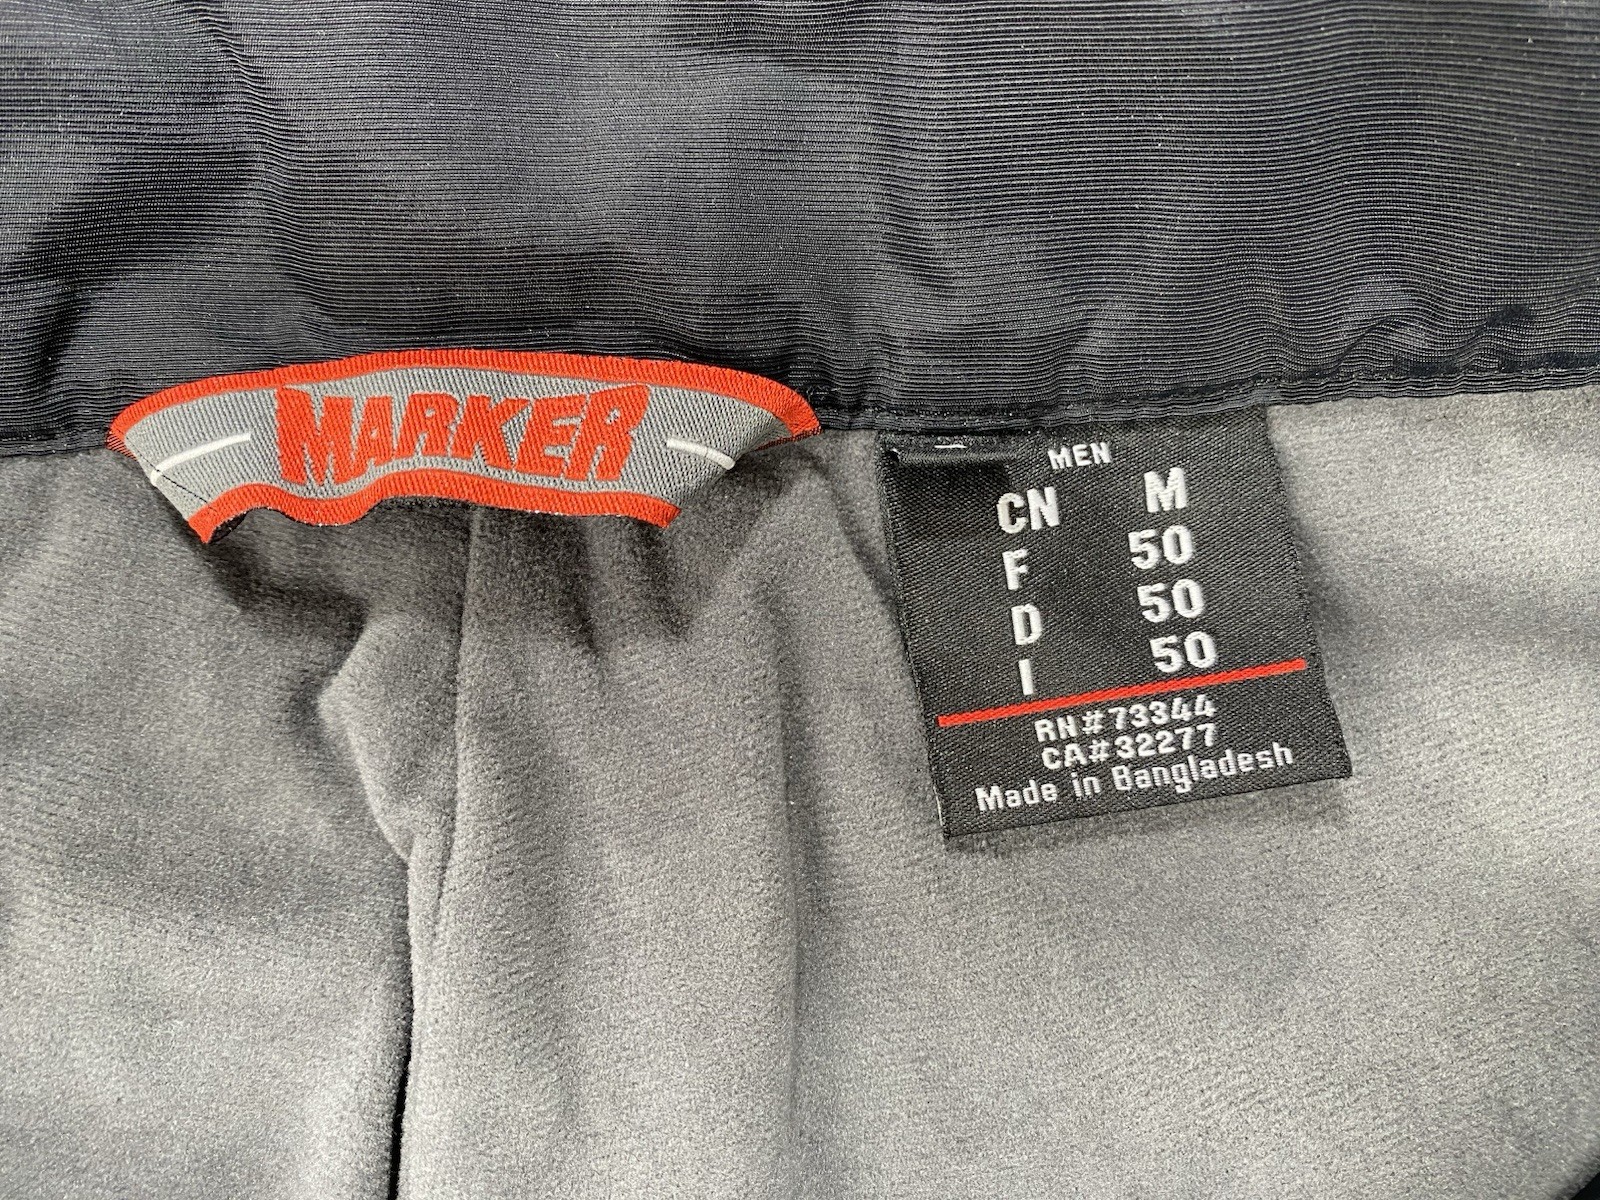 MARKER
MEN
CN M
F 50
D 50
I 50
RN#73344
CA#32277
Made in Bangladesh